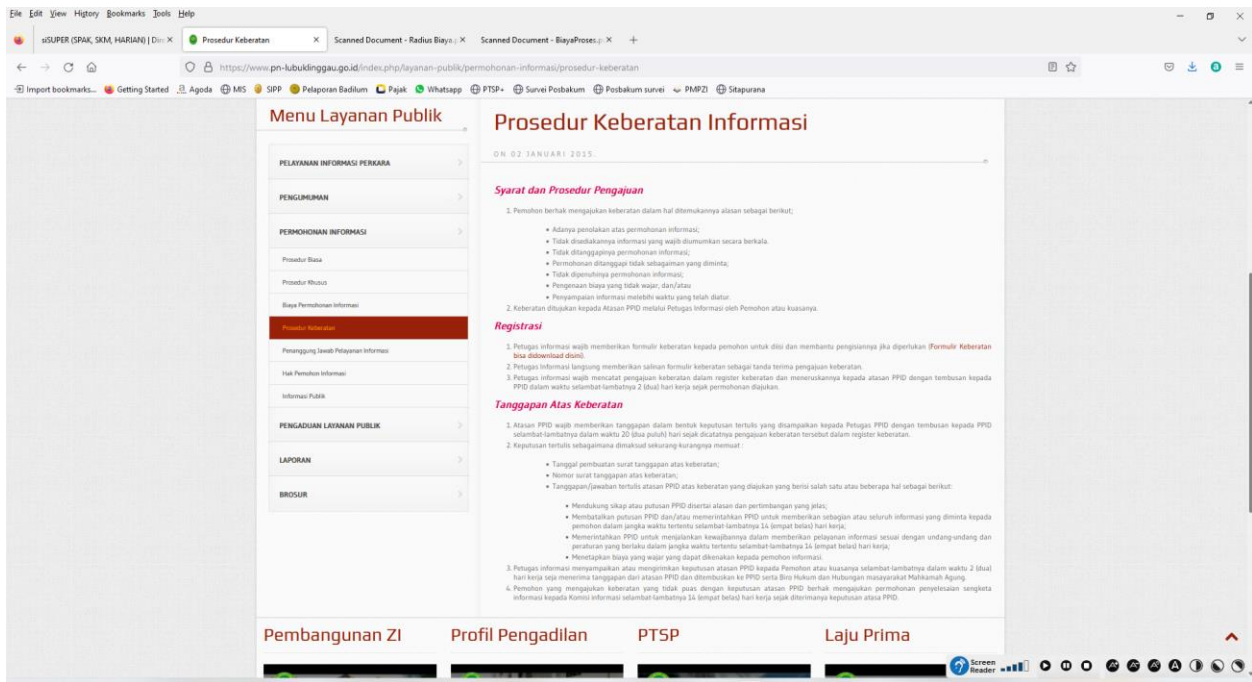 File Edit View History Bookmarks Tools Help
siSUPER (SPAK, SKM, HARIAN) | Dire
Prosedur Keberatan
Scanned Document - Radius Biaya.p
Scanned Document - BiayaProses.p
https://www.pn-lubuklinggau.go.id/index.php/layanan-publik/permohonan-informasi/prosedur-keberatan
Import bookmarks... Getting Started Agoda MIS SIPP Pelaporan Badilum Pajak Whatsapp PTSP+ Survei Posbakum Posbakum survei PMPZI Sitapurana
Menu Layanan Publik
PELAYANAN INFORMASI PERKARA
PENGUMUMAN
PERMOHONAN INFORMASI
Prosedur Biasa
Prosedur Khusus
Biaya Permohonan Informasi
Prosedur Keberatan
Penanggung Jawab Pelayanan Informasi
Hak Pemohon Informasi
Informasi Publik
PENGADUAN LAYANAN PUBLIK
LAPORAN
BROSUR
Prosedur Keberatan Informasi
ON 02 JANUARI 2015.
Syarat dan Prosedur Pengajuan
1. Pemohon berhak mengajukan keberatan dalam hal ditemukannya alasan sebagai berikut;
• Adanya penolakan atas permohonan informasi;
• Tidak disediakannya informasi yang wajib diumumkan secara berkala.
• Tidak ditanggapinya permohonan informasi;
• Permohonan ditanggapi tidak sebagaiman yang diminta;
• Tidak dipenuhinya permohonan informasi;
• Pengenaan biaya yang tidak wajar, dan/atau
• Penyampaian informasi melebihi waktu yang telah diatur.
2. Keberatan ditujukan kepada Atasan PPID melalui Petugas Informasi oleh Pemohon atau kuasanya.
Registrasi
1. Petugas informasi wajib memberikan formulir keberatan kepada pemohon untuk diisi dan membantu pengisiannya jika diperlukan (Formulir Keberatan
bisa didownload disini).
2. Petugas Informasi langsung memberikan salinan formulir keberatan sebagai tanda terima pengajuan keberatan.
3. Petugas informasi wajib mencatat pengajuan keberatan dalam register keberatan dan meneruskannya kepada atasan PPID dengan tembusan kepada
PPID dalam waktu selambat-lambatnya 2 (dua) hari kerja sejak permohonan diajukan.
Tanggapan Atas Keberatan
1. Atasan PPID wajib memberikan tanggapan dalam bentuk keputusan tertulis yang disampaikan kepada Petugas PPID dengan tembusan kepada PPID
selambat-lambatnya dalam waktu 20 (dua puluh) hari sejak dicatatnya pengajuan keberatan tersebut dalam register keberatan.
2. Keputusan tertulis sebagaimana dimaksud sekurang-kurangnya memuat :
• Tanggal pembuatan surat tanggapan atas keberatan;
• Nomor surat tanggapan atas keberatan;
• Tanggapan/jawaban tertulis atasan PPID atas keberatan yang diajukan yang berisi salah satu atau beberapa hal sebagai berikut:
• Mendukung sikap atau putusan PPID disertai alasan dan pertimbangan yang jelas;
• Membatalkan putusan PPID dan/atau memerintahkan PPID untuk memberikan sebagian atau seluruh informasi yang diminta kepada
pemohon dalam jangka waktu tertentu selambat-lambatnya 14 (empat belas) hari kerja;
• Memerintahkan PPID untuk menjalankan kewajibannya dalam memberikan pelayanan informasi sesuai dengan undang-undang dan
peraturan yang berlaku dalam jangka waktu tertentu selambat-lambatnya 14 (empat belas) hari kerja;
• Menetapkan biaya yang wajar yang dapat dikenakan kepada pemohon informasi.
3. Petugas informasi menyampaikan atau mengirimkan keputusan atasan PPID kepada Pemohon atau kuasanya selambat-lambatnya dalam waktu 2 (dua)
hari kerja seja menerima tanggapan dari atasan PPID dan ditembuskan ke PPID serta Biro Hukum dan Hubungan masayarakat Mahkamah Agung.
4. Pemohon yang mengajukan keberatan yang tidak puas dengan keputusan atasan PPID berhak mengajukan permohonan penyelesaian sengketa
informasi kepada Komisi informasi selambat-lambatnya 14 (empat belas) hari kerja sejak diterimanya keputusan atasa PPID.
Pembangunan ZI
Profil Pengadilan
PTSP
Laju Prima
Screen
Reader